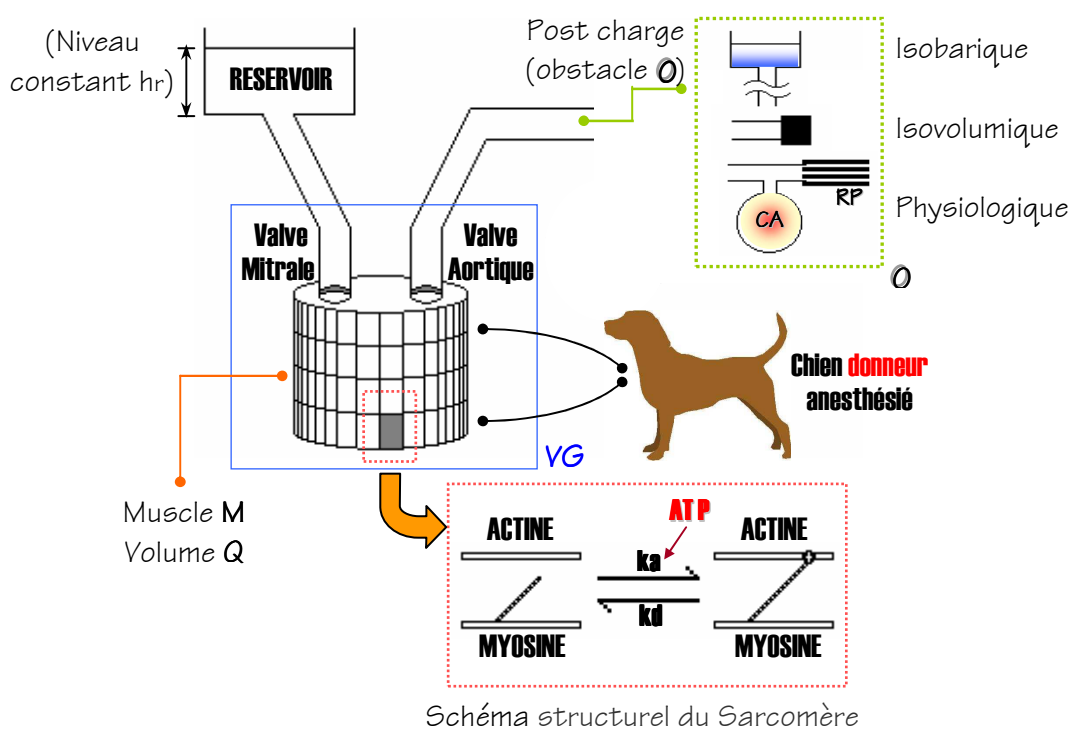 (Niveau
constant hr)
RESERVOIR
Post charge
(obstacle O)
Isobarique
Isovolumique
RP
CA
Physiologique
O
Valve
Mitrale
Valve
Aortique
Chien donneur
anesthésié
VG
Muscle M
Volume Q
ATP
ACTINE
ACTINE
ka
kd
MYOSINE
MYOSINE
Schéma structurel du Sarcomère